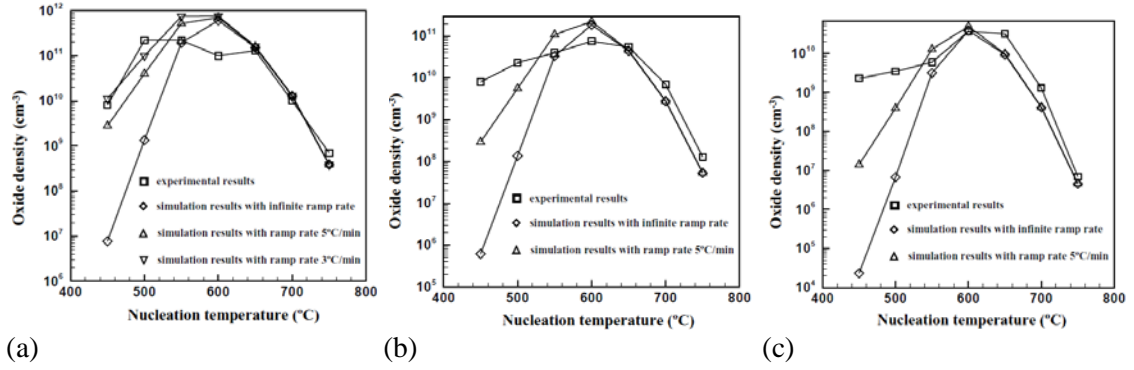 10¹²
10¹¹
10¹⁰
10⁹
10⁸
10⁷
10⁶
Oxide density (cm⁻³)
experimental results
simulation results with infinite ramp rate
simulation results with ramp rate 5ºC/min
simulation results with ramp rate 3ºC/min
400 500 600 700 800
Nucleation temperature (ºC)
(a)
10¹¹
10¹⁰
10⁹
10⁸
10⁷
10⁶
10⁵
Oxide density (cm⁻³)
experimental results
simulation results with infinite ramp rate
simulation results with ramp rate 5ºC/min
400 500 600 700 800
Nucleation temperature (ºC)
(b)
10¹⁰
10⁹
10⁸
10⁷
10⁶
10⁵
10⁴
Oxide density (cm⁻³)
experimental results
simulation results with infinite ramp rate
simulation results with ramp rate 5ºC/min
400 500 600 700 800
Nucleation temperature (ºC)
(c)